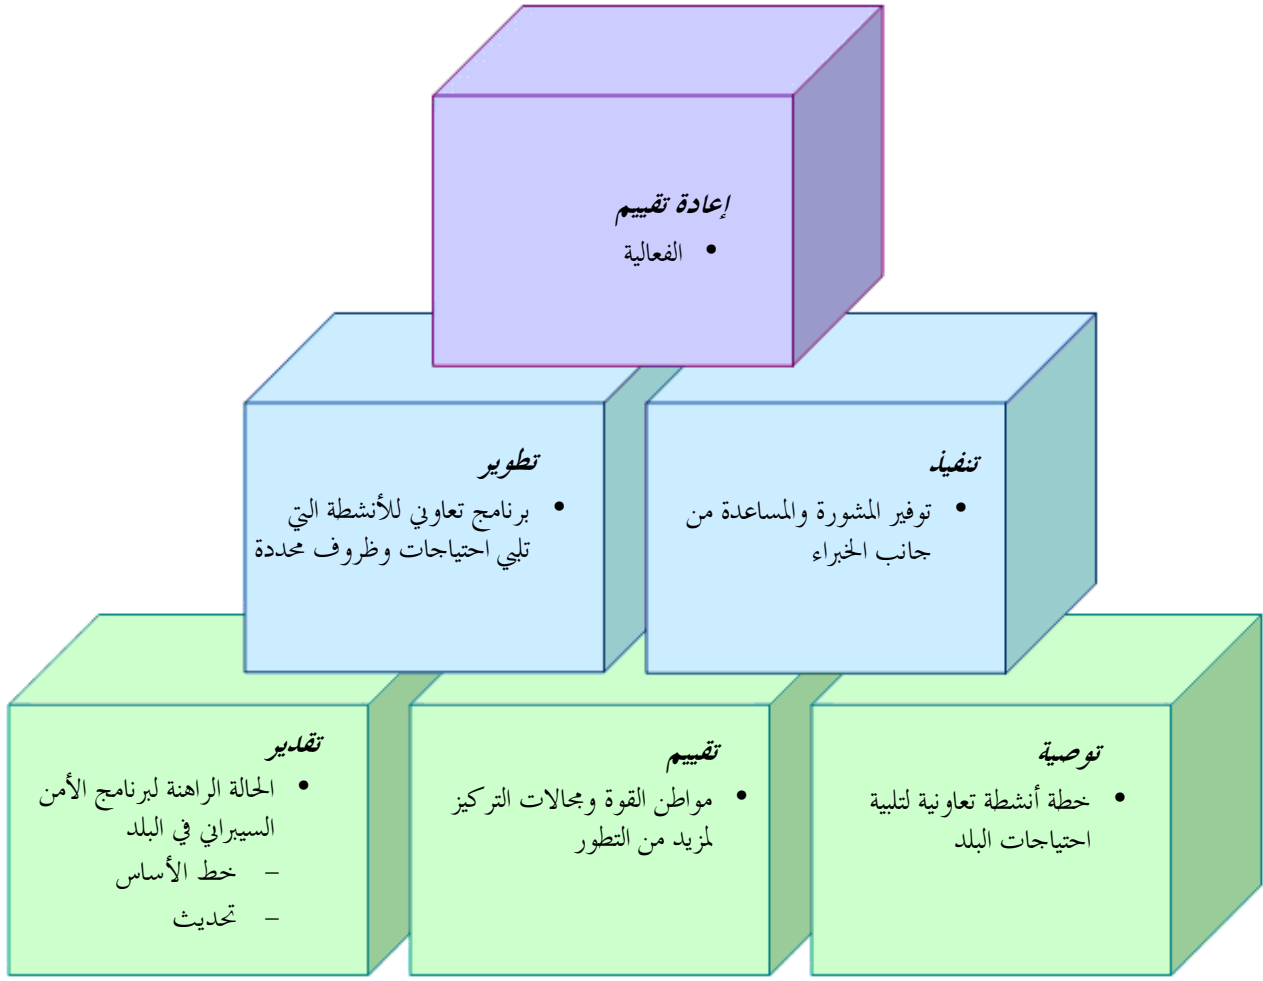 إعادة تقييم
• الفعالية
تنفيذ
• توفير المشورة والمساعدة من
جانب الخبراء
تطوير
• برنامج تعاوني للأنشطة التي
تلبي احتياجات وظروف محددة
توصية
• خطة أنشطة تعاونية لتلبية
احتياجات البلد
تقييم
• مواطن القوة ومجالات التركيز
لمزيد من التطور
تقدير
• الحالة الراهنة لبرنامج الأمن
السيبراني في البلد
– خط الأساس
– تحديث